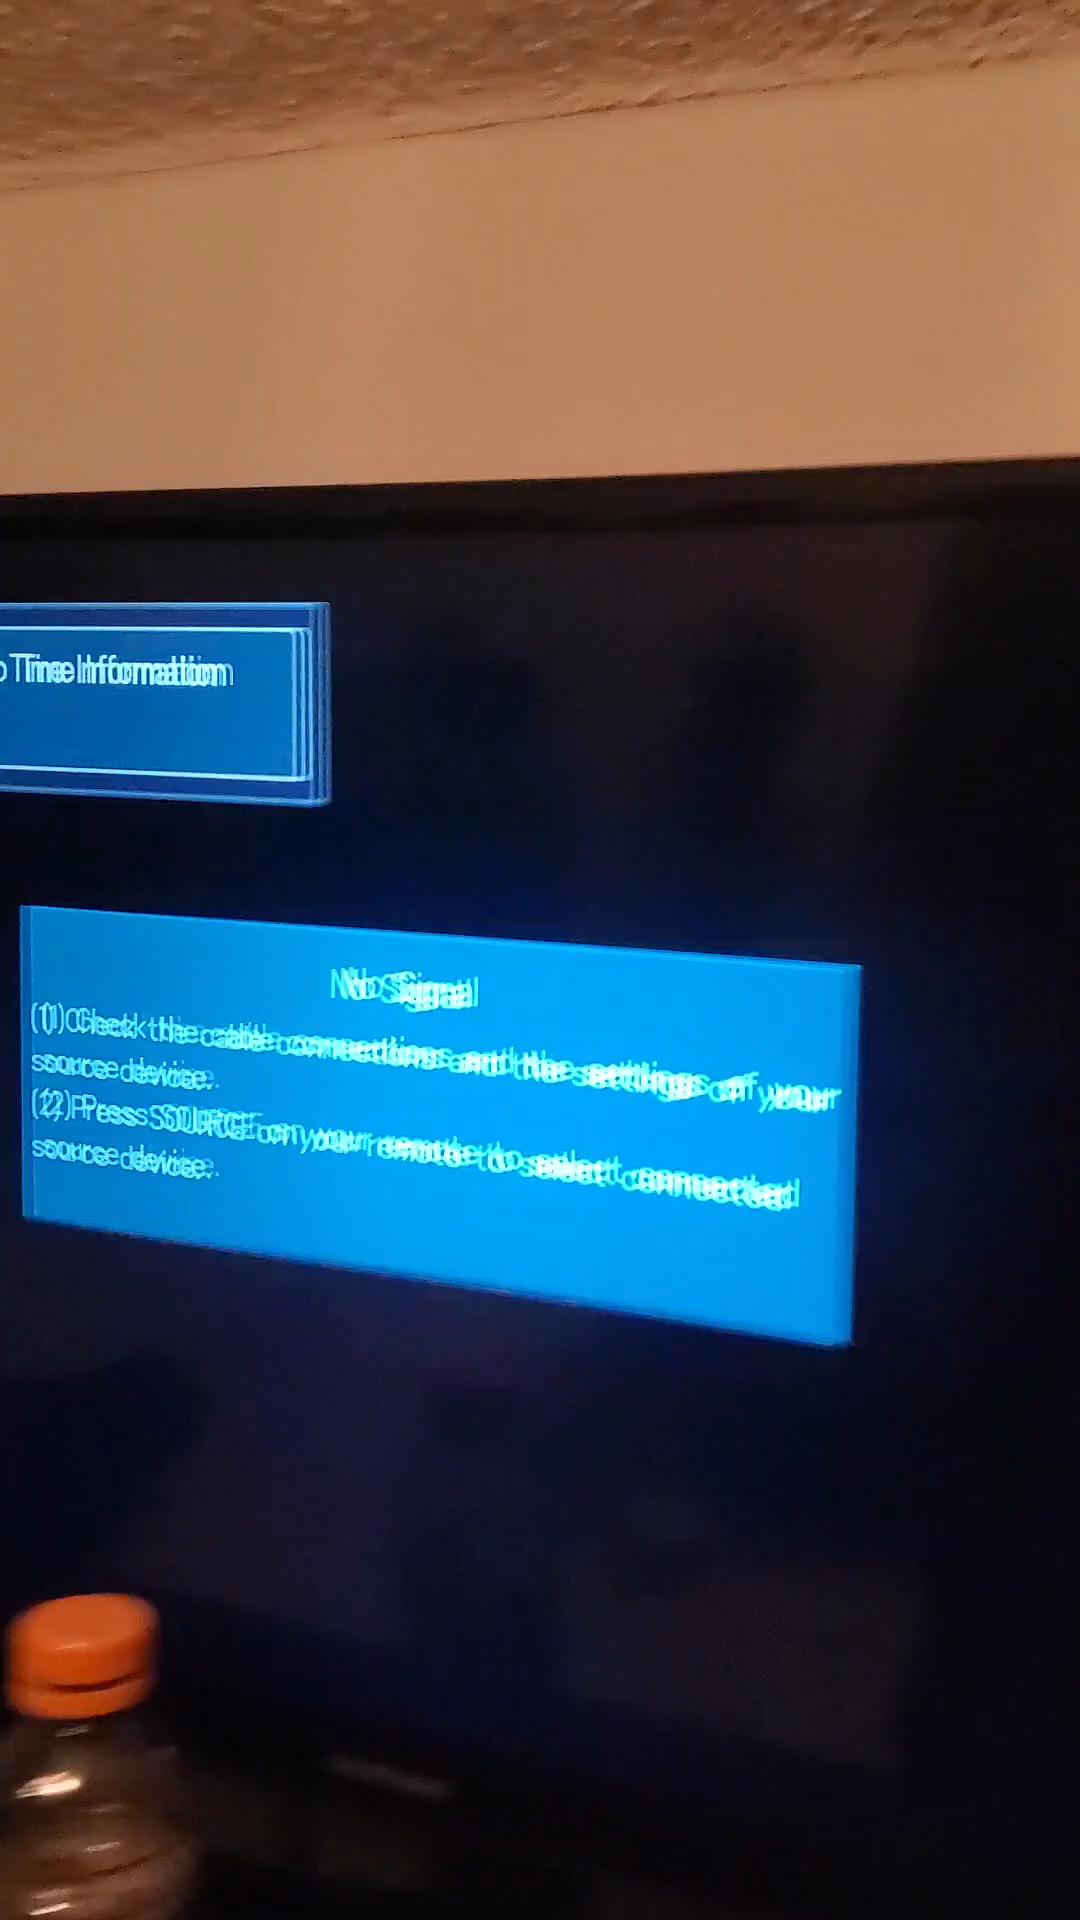 Time Information
No Signal
(1) Check the cable connections and the settings of your
source device.
(2) Press SOURCE on your remote to select connected
source device.